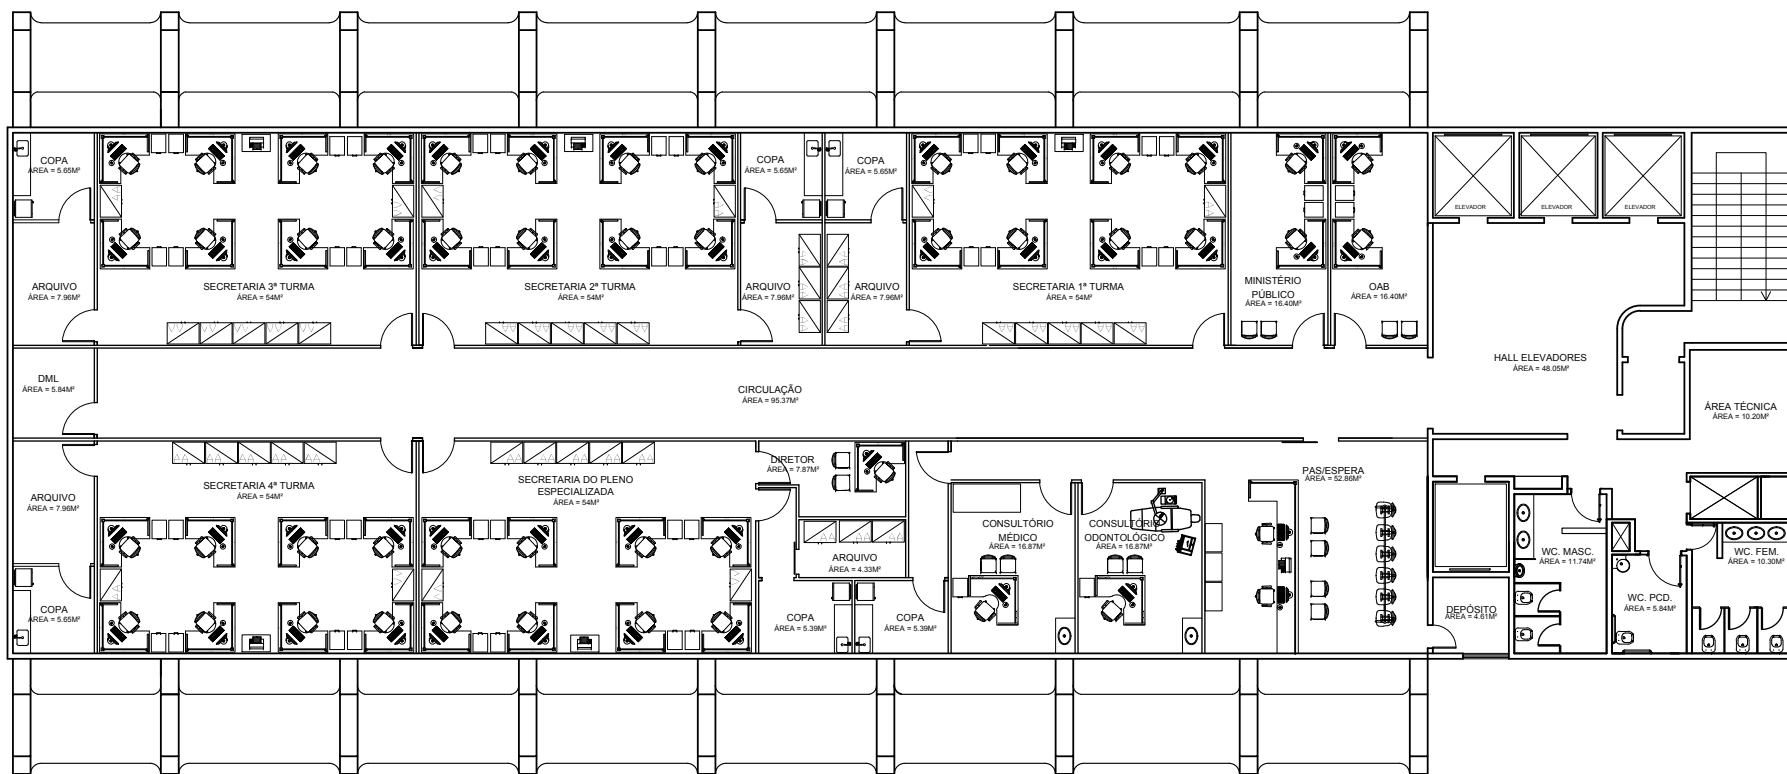 COPA
ÁREA = 5.65M²
COPA
ÁREA = 5.65M²
COPA
ÁREA = 5.65M²
ELEVADOR
ELEVADOR
ELEVADOR
ARQUIVO
ÁREA = 7.96M²
SECRETARIA 3ª TURMA
ÁREA = 54M²
SECRETARIA 2ª TURMA
ÁREA = 54M²
ARQUIVO
ÁREA = 7.96M²
ARQUIVO
ÁREA = 7.96M²
SECRETARIA 1ª TURMA
ÁREA = 54M²
MINISTÉRIO
PÚBLICO
ÁREA = 16.40M²
OAB
ÁREA = 16.40M²
DML
ÁREA = 5.84M²
CIRCULAÇÃO
ÁREA = 95.37M²
HALL ELEVADORES
ÁREA = 48.05M²
ÁREA TÉCNICA
ÁREA = 10.20M²
ARQUIVO
ÁREA = 7.96M²
SECRETARIA 4ª TURMA
ÁREA = 54M²
SECRETARIA DO PLENO
ESPECIALIZADA
ÁREA = 54M²
DIRETOR
ÁREA = 7.87M²
PAS/ESPERA
ÁREA = 52.86M²
CONSULTÓRIO
MÉDICO
ÁREA = 16.87M²
CONSULTÓRIO
ODONTOLÓGICO
ÁREA = 16.87M²
ARQUIVO
ÁREA = 4.33M²
WC. MASC.
ÁREA = 11.74M²
WC. FEM.
ÁREA = 10.30M²
COPA
ÁREA = 5.65M²
COPA
ÁREA = 5.39M²
COPA
ÁREA = 5.39M²
DEPÓSITO
ÁREA = 4.61M²
WC. PCD.
ÁREA = 5.84M²